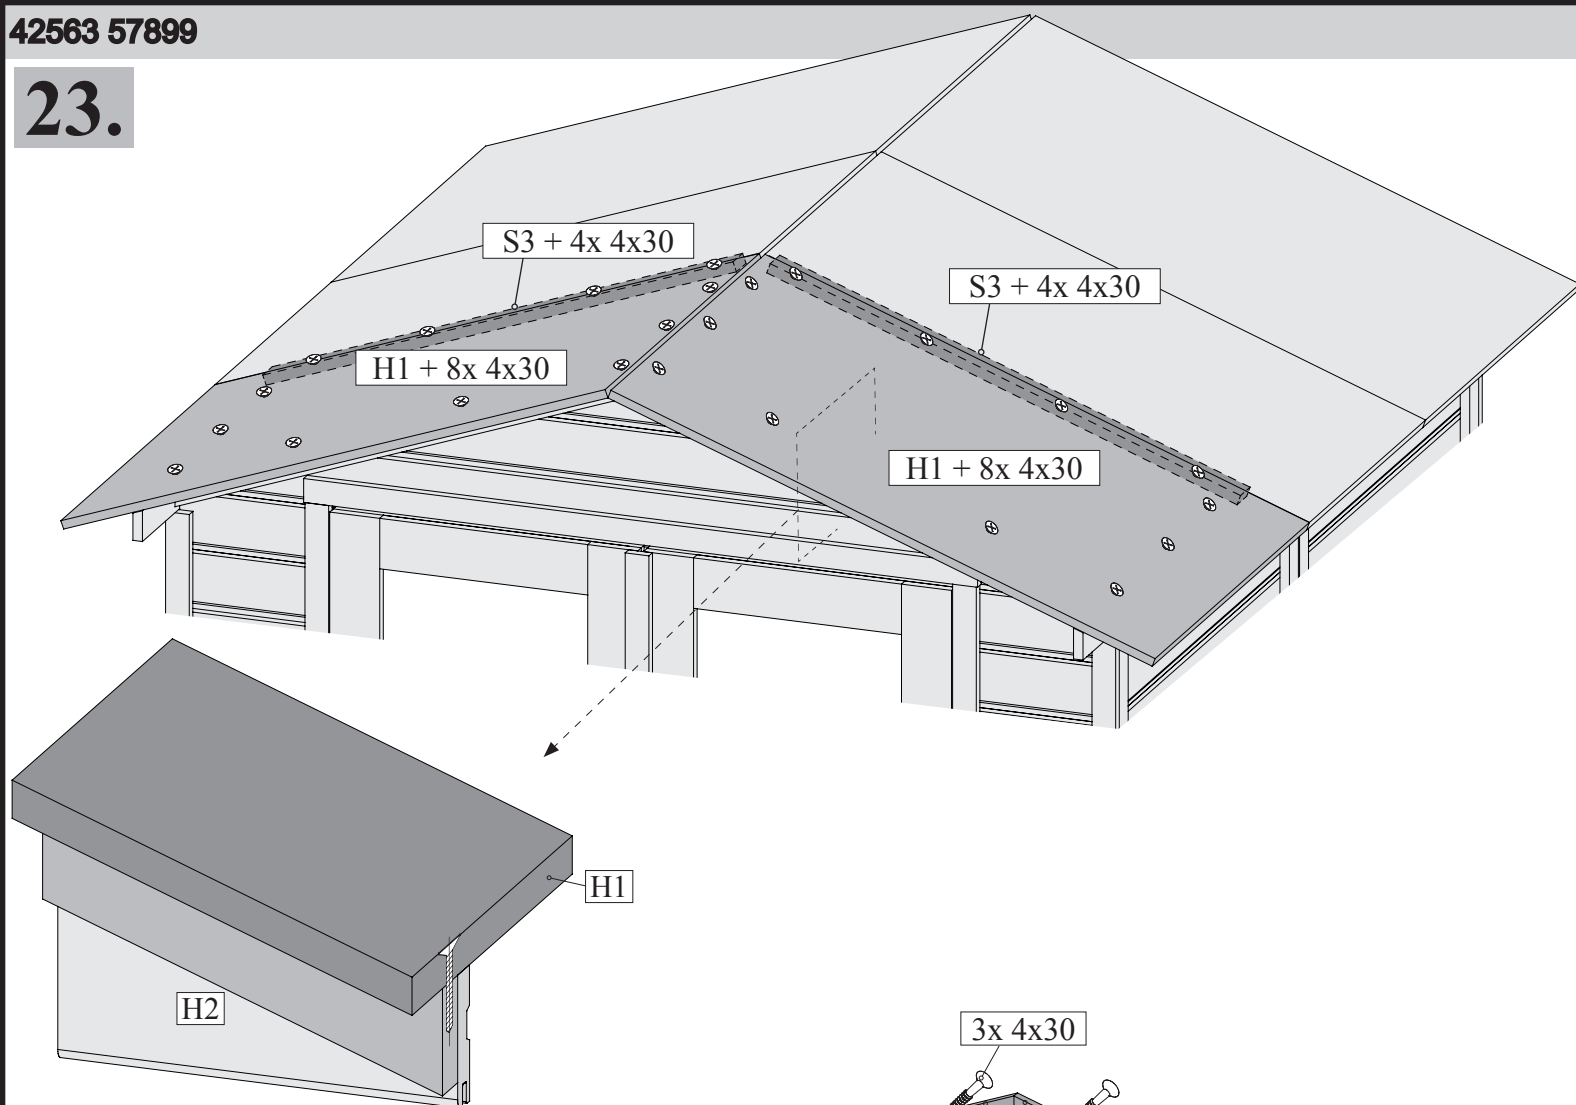 42563 57899
23.
S3 + 4x 4x30
S3 + 4x 4x30
H1 + 8x 4x30
H1 + 8x 4x30
H1
H2
3x 4x30